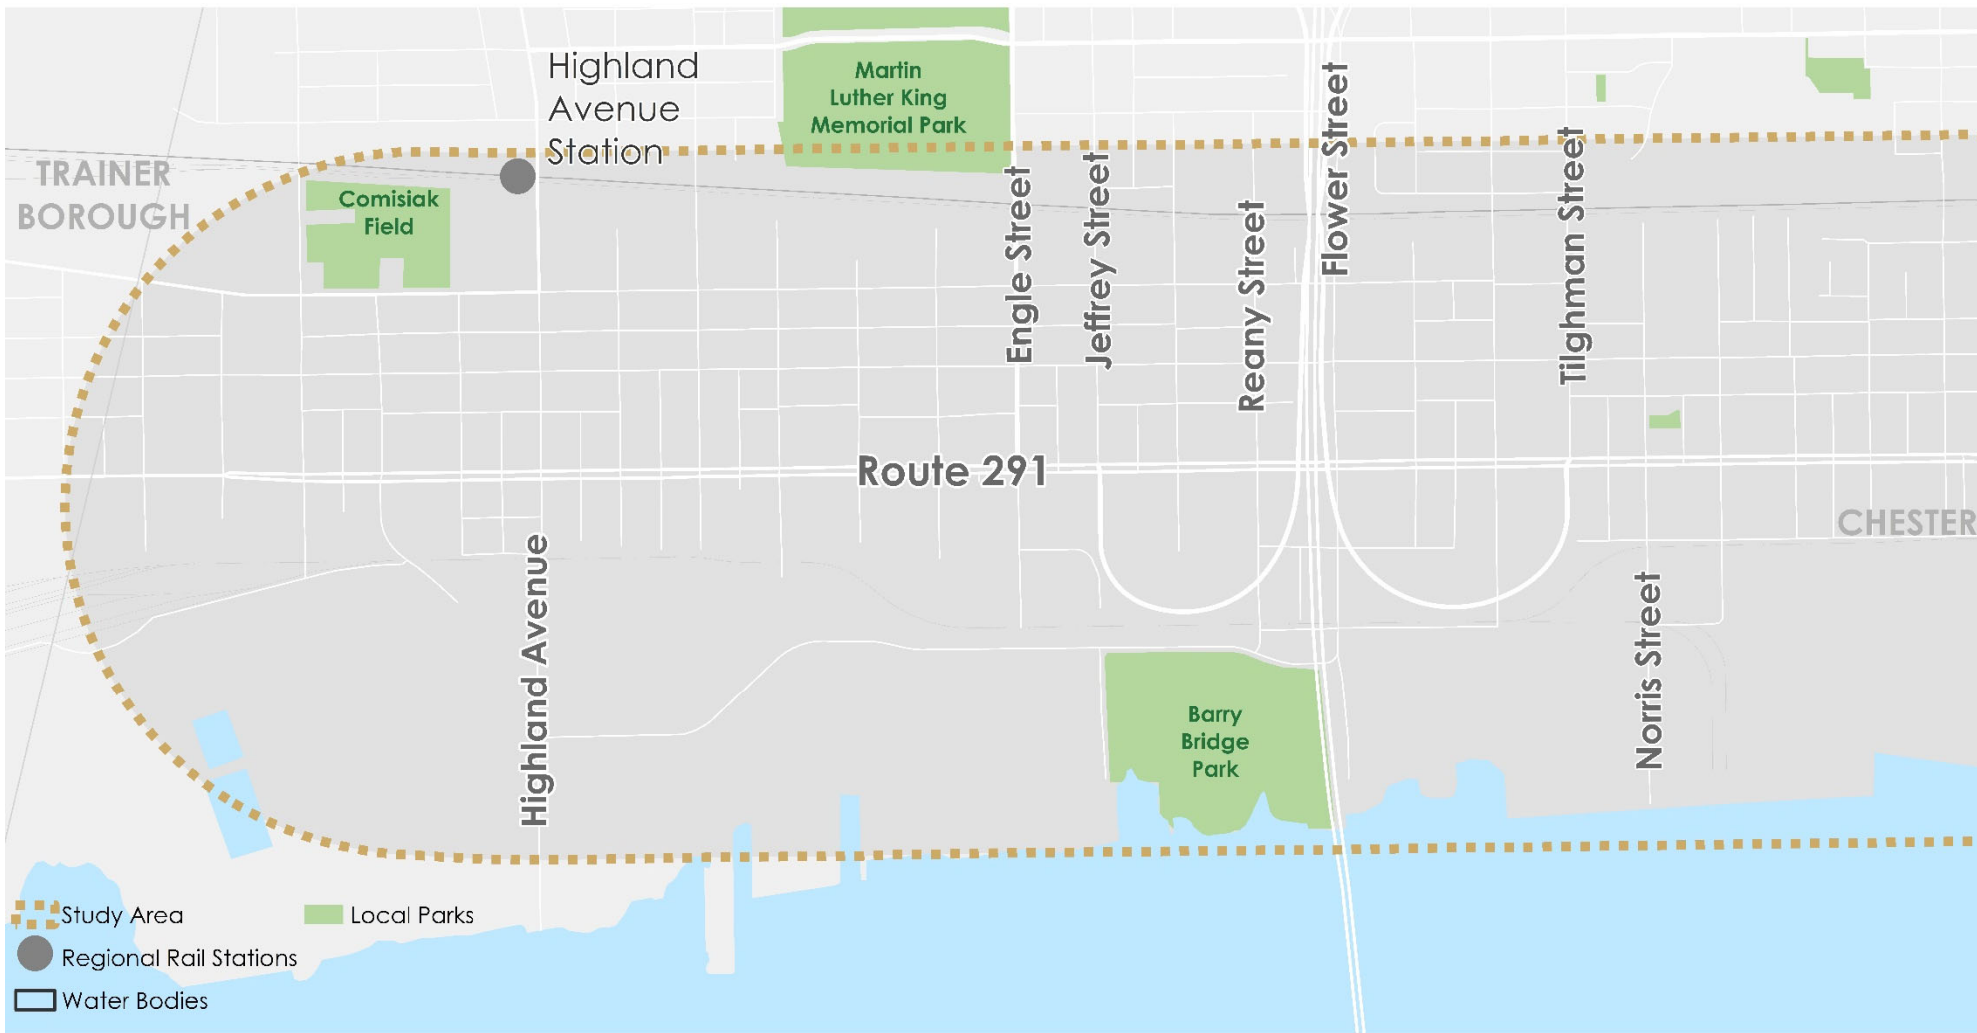 Highland
Avenue
Station
Martin
Luther King
Memorial Park
TRAINER
BOROUGH
Comisiak
Field
Engle Street
Jeffrey Street
Reany Street
Flower Street
Tilghman Street
Route 291
CHESTER
Highland Avenue
Norris Street
Barry
Bridge
Park
Study Area
Local Parks
Regional Rail Stations
Water Bodies